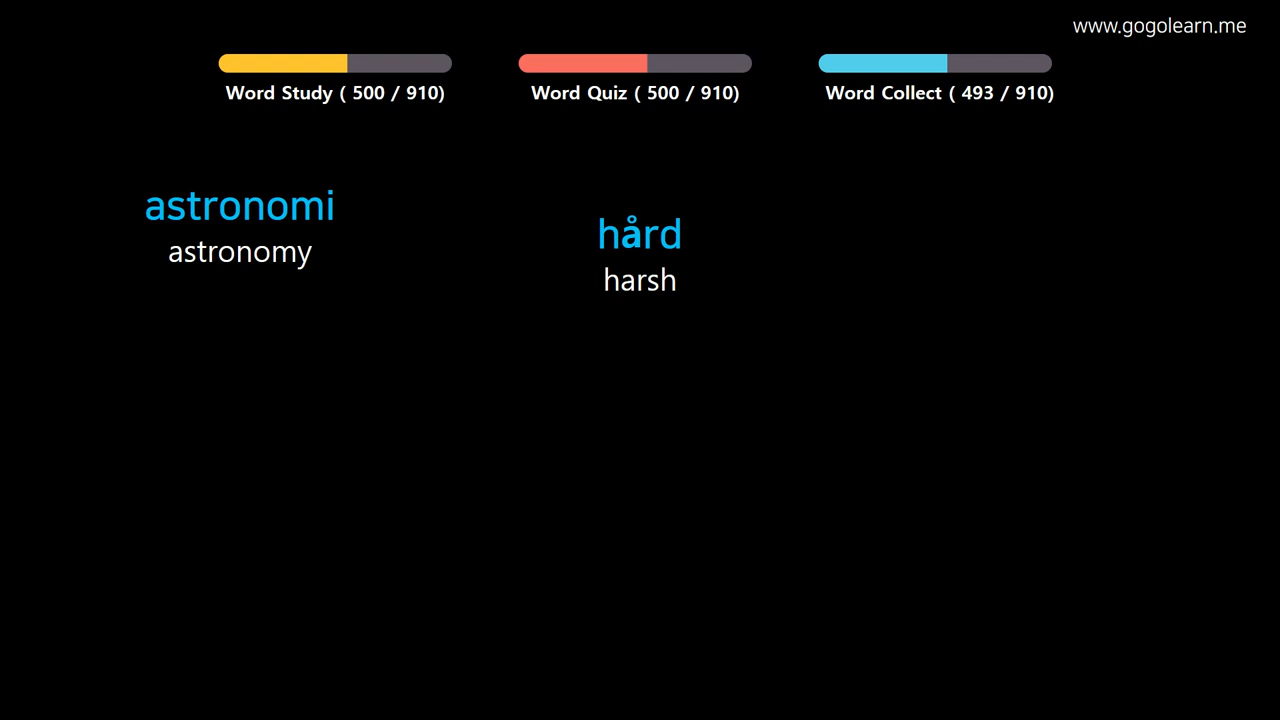 www.gogolearn.me
Word Study ( 500 / 910)
Word Quiz ( 500 / 910)
Word Collect ( 493 / 910)
astronomi
astronomy
hård
harsh